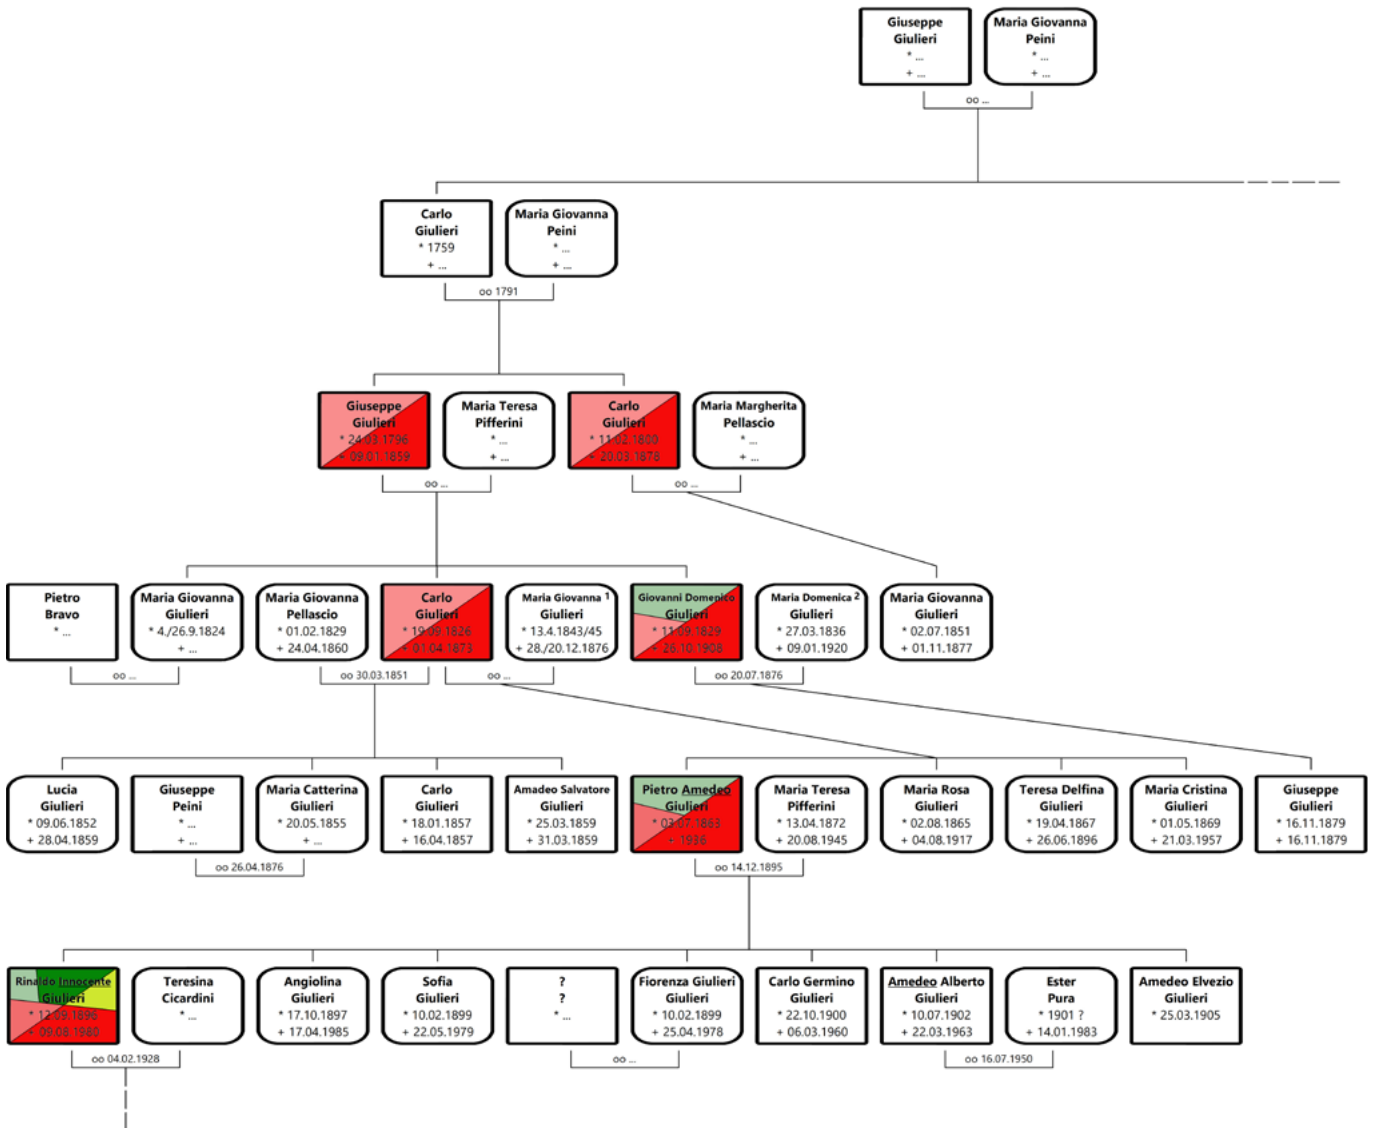 Giuseppe
Giulieri
* ...
+ ...
Maria Giovanna
Peini
* ...
+ ...
oo ...
Carlo
Giulieri
* 1759
+ ...
Maria Giovanna
Peini
* ...
+ ...
oo 1791
Giuseppe
Giulieri
* 24.03.1796
+ 09.01.1859
Maria Teresa
Pifferini
* ...
+ ...
Carlo
Giulieri
* 11.02.1800
+ 20.03.1878
Maria Margherita
Pellascio
* ...
+ ...
oo ...
oo ...
Pietro
Bravo
* ...
Maria Giovanna
Giulieri
* 4./26.9.1824
+ ...
Maria Giovanna
Pellascio
* 01.02.1829
+ 24.04.1860
Carlo
Giulieri
* 19.09.1826
+ 01.04.1873
Maria Giovanna 1
Giulieri
* 13.4.1843/45
+ 28./20.12.1876
Giovanni Domenico
Giulieri
* 11.09.1829
+ 26.10.1908
Maria Domenica 2
Giulieri
* 27.03.1836
+ 09.01.1920
Maria Giovanna
Giulieri
* 02.07.1851
+ 01.11.1877
oo ...
oo 30.03.1851
oo ...
oo 20.07.1876
Lucia
Giulieri
* 09.06.1852
+ 28.04.1859
Giuseppe
Peini
* ...
+ ...
Maria Catterina
Giulieri
* 20.05.1855
+ ...
Carlo
Giulieri
* 18.01.1857
+ 16.04.1857
Amadeo Salvatore
Giulieri
* 25.03.1859
+ 31.03.1859
Pietro Amedeo
Giulieri
* 03.07.1863
+ 1936
Maria Teresa
Pifferini
* 13.04.1872
+ 20.08.1945
Maria Rosa
Giulieri
* 02.08.1865
+ 04.08.1917
Teresa Delfina
Giulieri
* 19.04.1867
+ 26.06.1896
Maria Cristina
Giulieri
* 01.05.1869
+ 21.03.1957
Giuseppe
Giulieri
* 16.11.1879
+ 16.11.1879
oo 26.04.1876
oo 14.12.1895
Rinaldo Innocente
Giulieri
* 12.09.1896
+ 09.08.1980
Teresina
Cicardini
* ...
Angiolina
Giulieri
* 17.10.1897
+ 17.04.1985
Sofia
Giulieri
* 10.02.1899
+ 22.05.1979
?
?
* ...
Fiorenza Giulieri
Giulieri
* 10.02.1899
+ 25.04.1978
Carlo Germino
Giulieri
* 22.10.1900
+ 06.03.1960
Amedeo Alberto
Giulieri
* 10.07.1902
+ 22.03.1963
Ester
Pura
* 1901 ?
+ 14.01.1983
Amedeo Elvezio
Giulieri
* 25.03.1905
oo 04.02.1928
oo ...
oo 16.07.1950